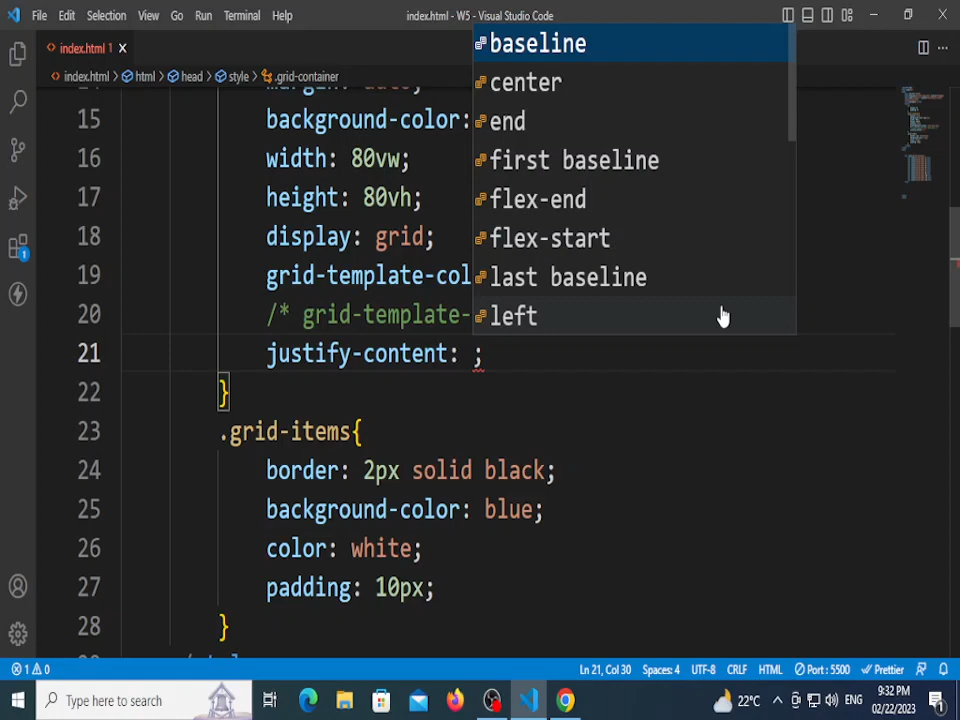 File Edit Selection View Go Run Terminal Help
index.html - W5 - Visual Studio Code
index.html 1
index.html > html > head > style > .grid-container
baseline
center
end
first baseline
flex-end
flex-start
last baseline
left
15 background-color:
16 width: 80vw;
17 height: 80vh;
18 display: grid;
19 grid-template-col
20 /* grid-template-
21 justify-content: ;
22 }
23 .grid-items{
24 border: 2px solid black;
25 background-color: blue;
26 color: white;
27 padding: 10px;
28 }
1 0
Ln 21, Col 30 Spaces: 4 UTF-8 CRLF HTML Port : 5500 Prettier
Type here to search
22°C
ENG
9:32 PM
02/22/2023
1
1